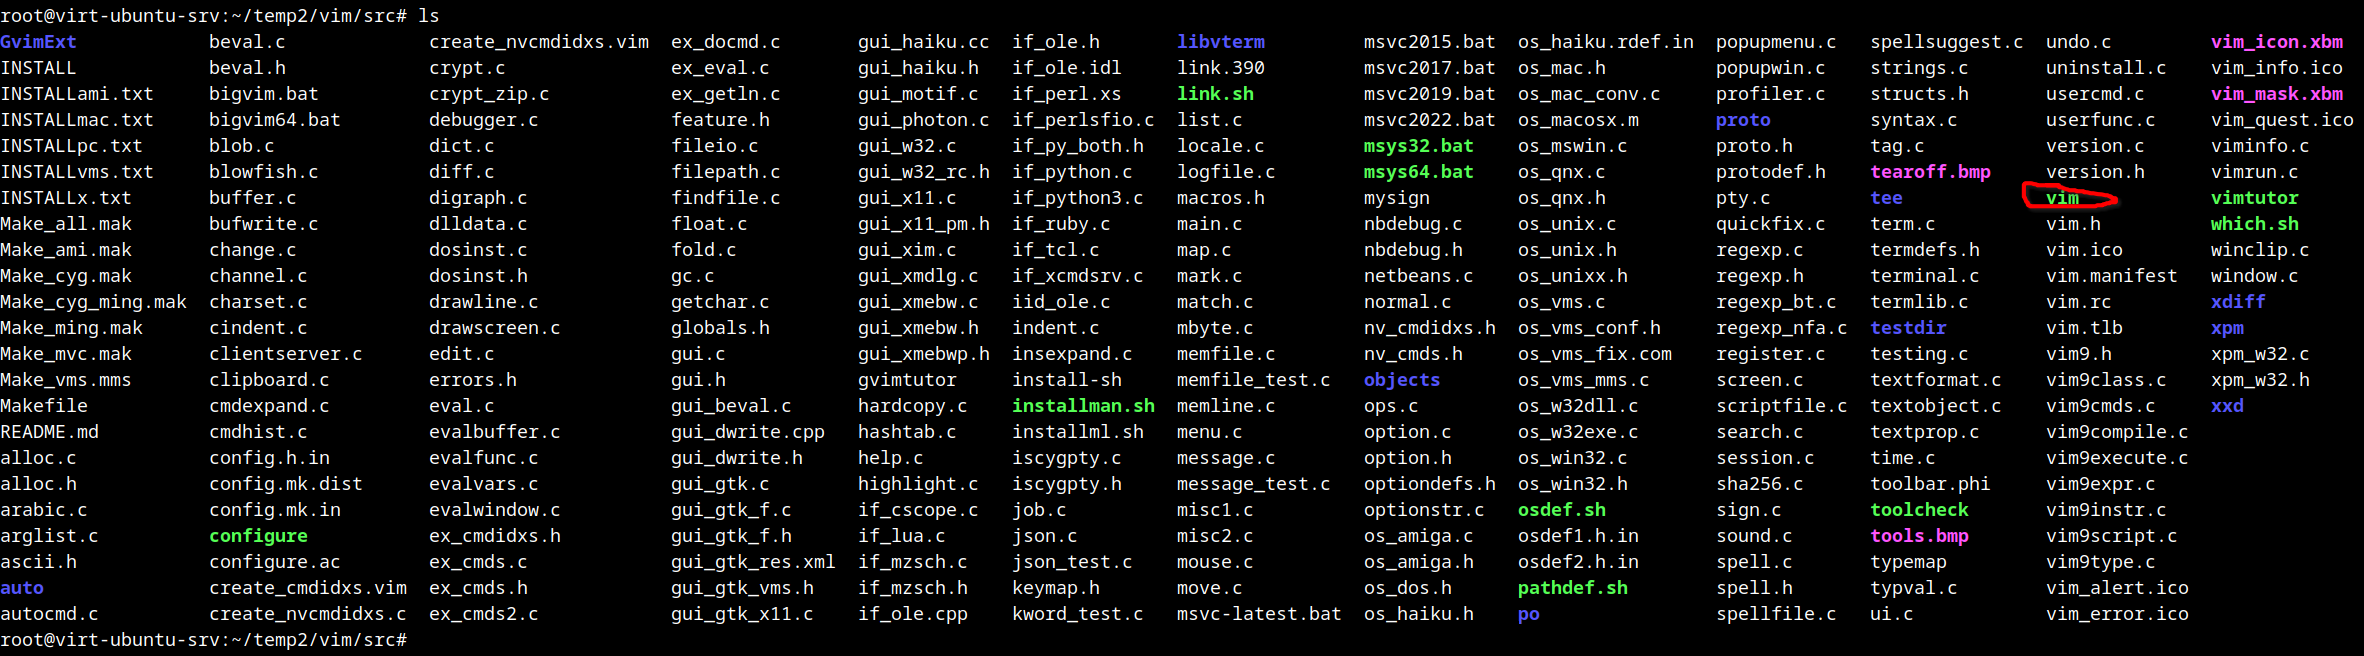 root@virt-ubuntu-srv:~/temp2/vim/src# ls
GvimExt beval.c create_nvcmdidxs.vim ex_docmd.c gui_haiku.cc if_ole.h libvterm msvc2015.bat os_haiku.rdef.in popupmenu.c spellsuggest.c undo.c vim_icon.xbm
INSTALL beval.h crypt.c ex_eval.c gui_haiku.h if_ole.idl link.390 msvc2017.bat os_mac.h popupwin.c strings.c uninstall.c vim_info.ico
INSTALLami.txt bigvim.bat crypt_zip.c ex_getln.c gui_motif.c if_perl.xs link.sh msvc2019.bat os_mac_conv.c profiler.c structs.h usercmd.c vim_mask.xbm
INSTALLmac.txt bigvim64.bat debugger.c feature.h gui_photon.c if_perlsfio.c list.c msvc2022.bat os_macosx.m proto syntax.c userfunc.c vim_quest.ico
INSTALLpc.txt blob.c dict.c fileio.c gui_w32.c if_py_both.h locale.c msys32.bat os_mswin.c proto.h tag.c version.c viminfo.c
INSTALLvms.txt blowfish.c diff.c filepath.c gui_w32_rc.h if_python.c logfile.c msys64.bat os_qnx.c protodef.h tearoff.bmp version.h vimrun.c
INSTALLx.txt buffer.c digraph.c findfile.c gui_x11.c if_python3.c macros.h mysign os_qnx.h pty.c tee vim vimtutor
Make_all.mak bufwrite.c dlldata.c float.c gui_x11_pm.h if_ruby.c main.c nbdebug.c os_unix.c quickfix.c term.c vim.h which.sh
Make_ami.mak change.c dosinst.c fold.c gui_xim.c if_tcl.c map.c nbdebug.h os_unix.h regexp.c termdefs.h vim.ico winclip.c
Make_cyg.mak channel.c dosinst.h gc.c gui_xmdlg.c if_xcmdsrv.c mark.c netbeans.c os_unixx.h regexp.h terminal.c vim.manifest window.c
Make_cyg_ming.mak charset.c drawline.c getchar.c gui_xmebw.c iid_ole.c match.c normal.c os_vms.c regexp_bt.c termlib.c vim.rc xdiff
Make_ming.mak cindent.c drawscreen.c globals.h gui_xmebw.h indent.c mbyte.c nv_cmdidxs.h os_vms_conf.h regexp_nfa.c testdir vim.tlb xpm
Make_mvc.mak clientserver.c edit.c gui.c gui_xmebwp.h insexpand.c memfile.c nv_cmds.h os_vms_fix.com register.c testing.c vim9.h xpm_w32.c
Make_vms.mms clipboard.c errors.h gui.h gvimtutor install-sh memfile_test.c objects os_vms_mms.c screen.c textformat.c vim9class.c xpm_w32.h
Makefile cmdexpand.c eval.c gui_beval.c hardcopy.c installman.sh memline.c ops.c os_w32dll.c scriptfile.c textobject.c vim9cmds.c xxd
README.md cmdhist.c evalbuffer.c gui_dwrite.cpp hashtab.c installml.sh menu.c option.c os_w32exe.c search.c textprop.c vim9compile.c
alloc.c config.h.in evalfunc.c gui_dwrite.h help.c iscygpty.c message.c option.h os_win32.c session.c time.c vim9execute.c
alloc.h config.mk.dist evalvars.c gui_gtk.c highlight.c iscygpty.h message_test.c optiondefs.h os_win32.h sha256.c toolbar.phi vim9expr.c
arabic.c config.mk.in evalwindow.c gui_gtk_f.c if_cscope.c job.c misc1.c optionstr.c osdef.sh sign.c toolcheck vim9instr.c
arglist.c configure ex_cmdidxs.h gui_gtk_f.h if_lua.c json.c misc2.c os_amiga.c osdef1.h.in sound.c tools.bmp vim9script.c
ascii.h configure.ac ex_cmds.c gui_gtk_res.xml if_mzsch.c json_test.c mouse.c os_amiga.h osdef2.h.in spell.c typemap vim9type.c
auto create_cmdidxs.vim ex_cmds.h gui_gtk_vms.h if_mzsch.h keymap.h move.c os_dos.h pathdef.sh spell.h typval.c vim_alert.ico
autocmd.c create_nvcmdidxs.c ex_cmds2.c gui_gtk_x11.c if_ole.cpp kword_test.c msvc-latest.bat os_haiku.h po spellfile.c ui.c vim_error.ico
root@virt-ubuntu-srv:~/temp2/vim/src#